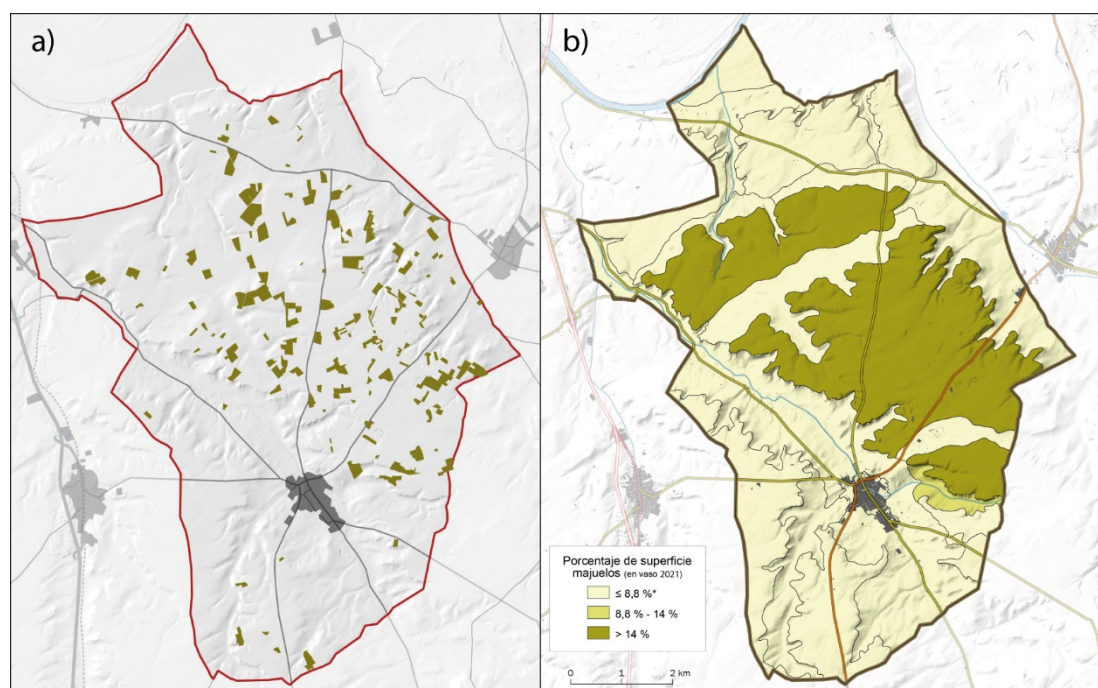 a)
b)
Porcentaje de superficie
majuelos (en vaso 2021)
≤ 8,8 %*
8,8 % - 14 %
> 14 %
0 1 2 km